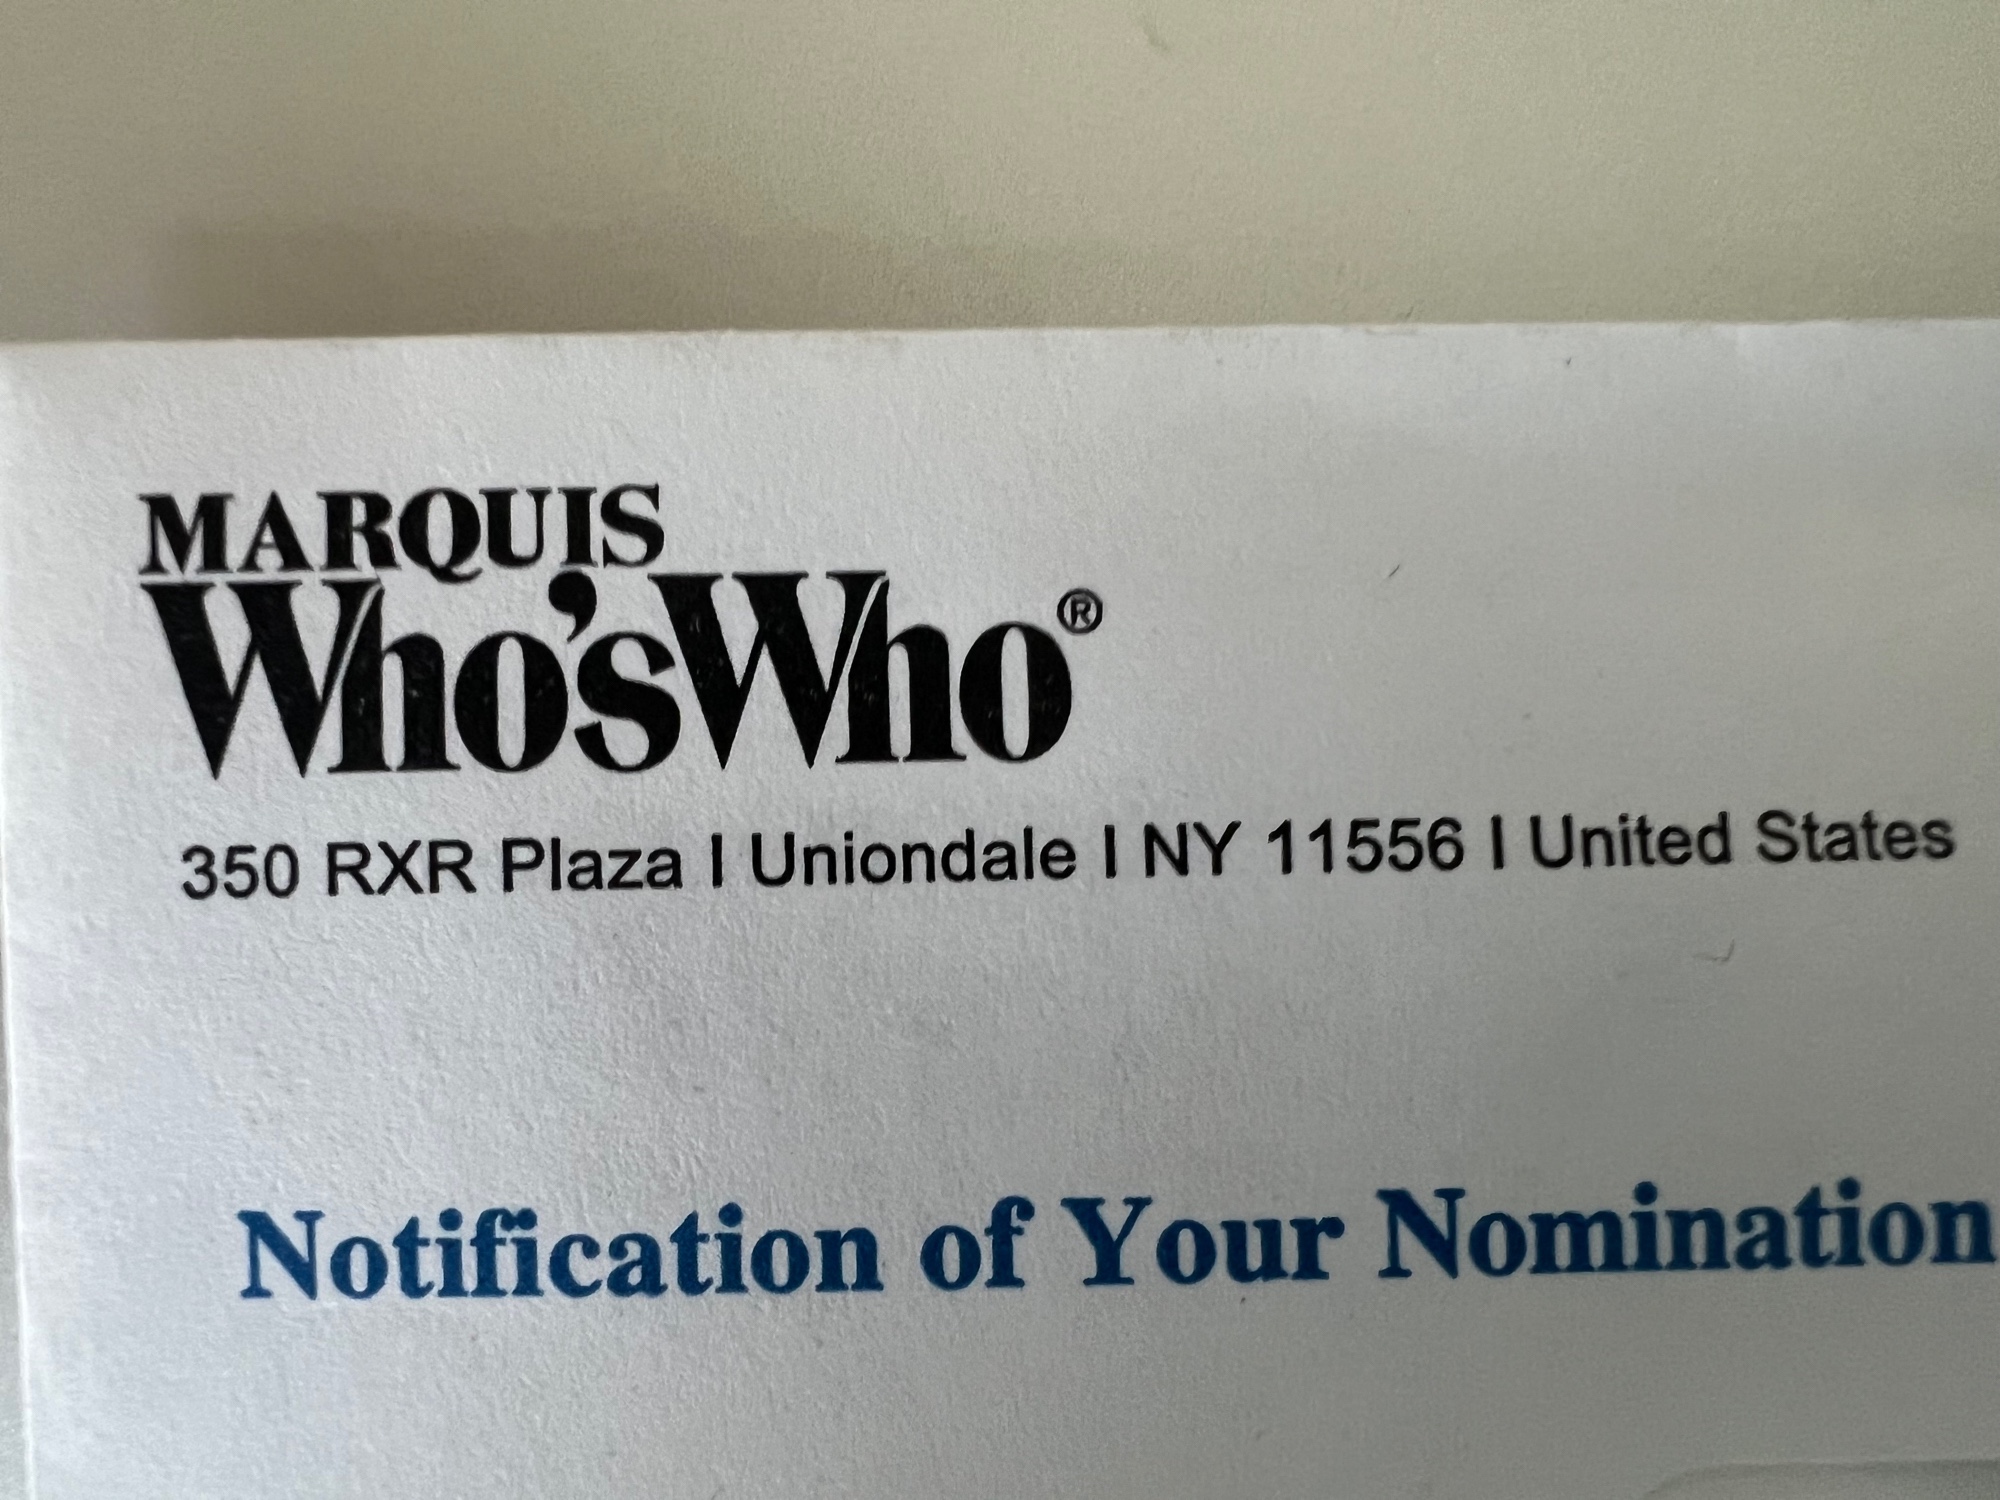 MARQUIS
Who'sWho®
350 RXR Plaza I Uniondale I NY 11556 I United States
Notification of Your Nomination